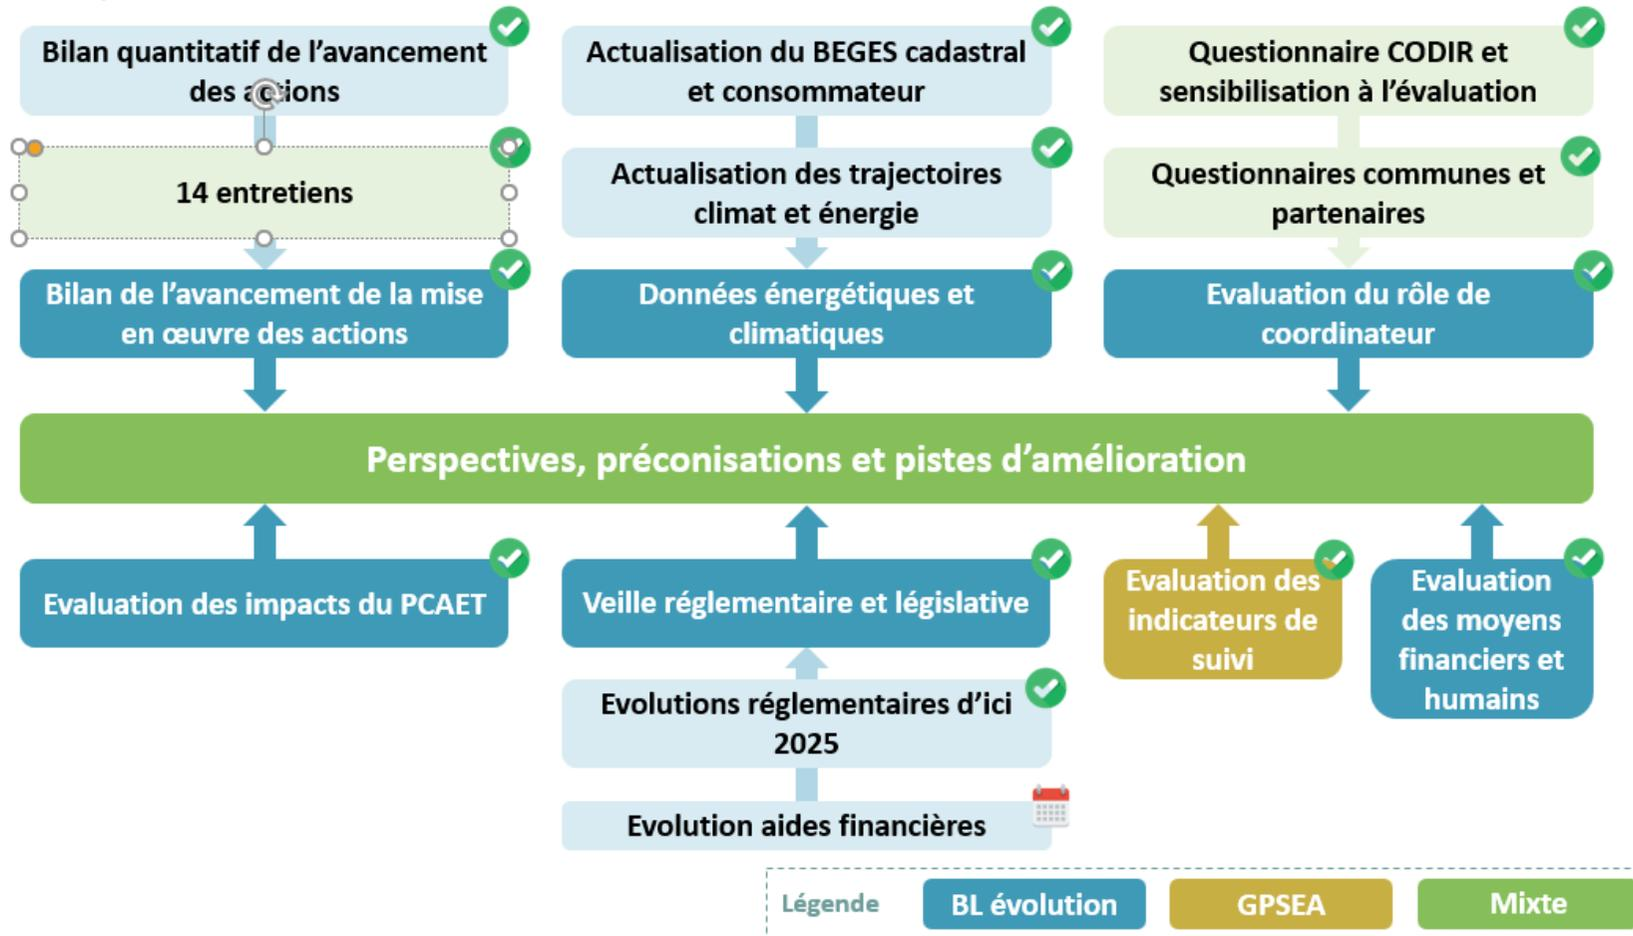 Bilan quantitatif de l'avancement
des actions
Actualisation du BEGES cadastral
et consommateur
Questionnaire CODIR et
sensibilisation à l'évaluation
14 entretiens
Actualisation des trajectoires
climat et énergie
Questionnaires communes et
partenaires
Bilan de l'avancement de la mise
en œuvre des actions
Données énergétiques et
climatiques
Evaluation du rôle de
coordinateur
Perspectives, préconisations et pistes d'amélioration
Evaluation des impacts du PCAET
Veille réglementaire et législative
Evaluation des
indicateurs de
suivi
Evaluation
des moyens
financiers et
humains
Evolutions réglementaires d'ici
2025
Evolution aides financières
Légende
BL évolution
GPSEA
Mixte